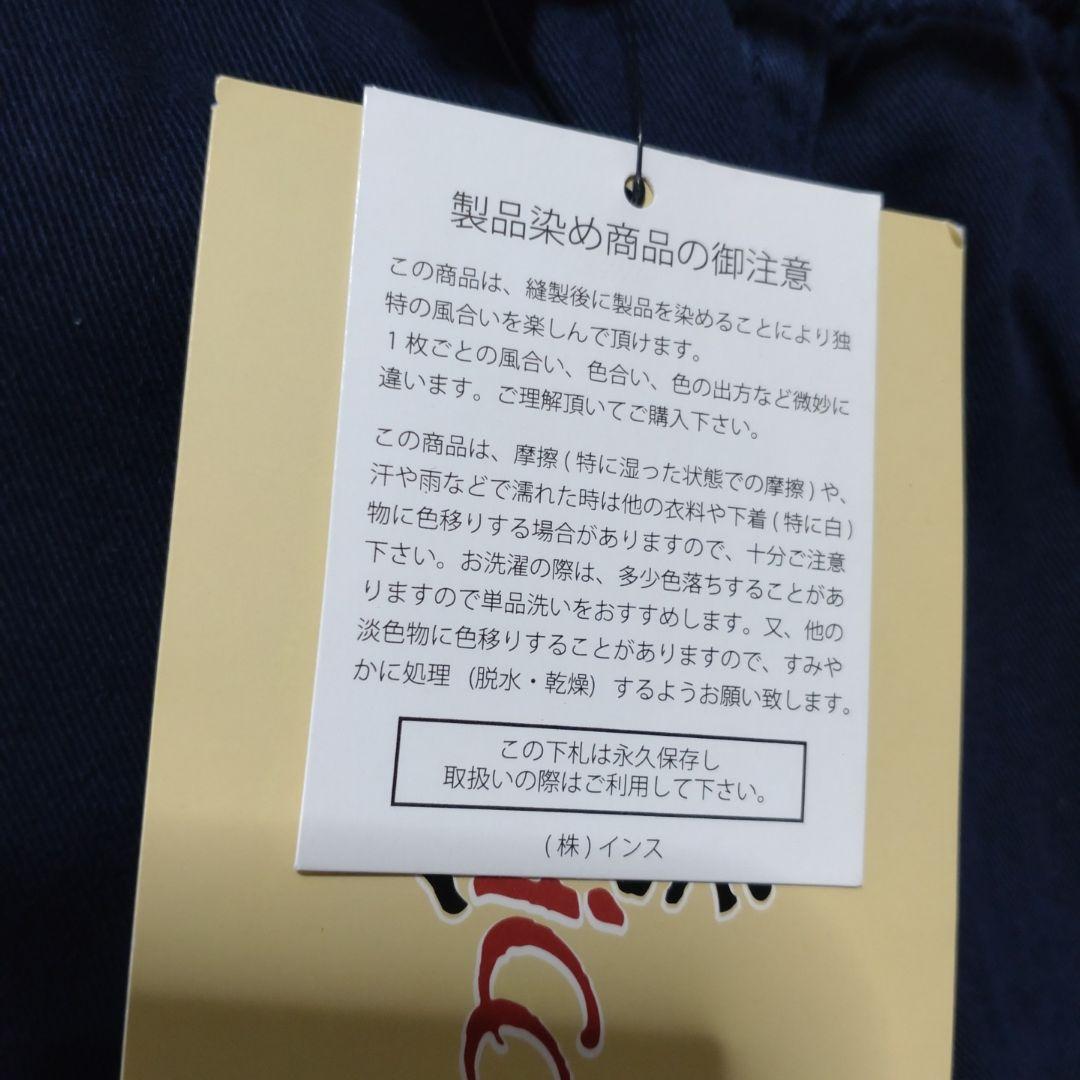 製品染め商品の御注意
この商品は、縫製後に製品を染めることにより独
特の風合いを楽しんで頂けます。
1枚ごとの風合い、色合い、色の出方など微妙に
違います。ご理解頂いてご購入下さい。
この商品は、摩擦(特に湿った状態での摩擦)や、
汗や雨などで濡れた時は他の衣料や下着(特に白)
物に色移りする場合がありますので、十分ご注意
下さい。お洗濯の際は、多少色落ちすることがあ
りますので単品洗いをおすすめします。又、他の
淡色物に色移りすることがありますので、すみや
かに処理（脱水・乾燥）するようお願い致します。
この下札は永久保存し
取扱いの際はご利用して下さい。
(株)インス